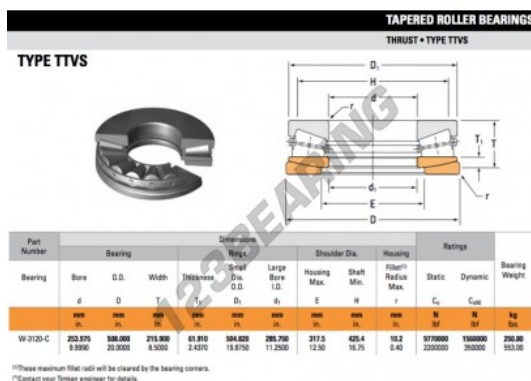 TAPERED ROLLER BEARINGS
THRUST • TYPE TTVS
TYPE TTVS
D₁
H
d
r
T₁
T
r
d₁
E
D
123BEARING
Part Number
Dimensions
Ratings
Bearing Weight
Bearing
Rings
Shoulder Dia.
Housing
Bearing
Bore
O.D.
Width
Thickness
Small Dia. O.D.
Large Bore I.D.
Housing Max.
Shaft Min.
Fillet⁽¹⁾ Radius Max.
Static
Dynamic
d
D
T
T₁
D₁
d₁
E
H
r
mm mm mm mm mm mm mm mm mm N N kg
in. in. in. in. in. in. in. in. in. lbf lbf lbs.
W-3120-C 253.975 508.000 215.900 61.910 504.820 285.750 317.5 425.4 10.2 9770000 1560000 250.80
9.9990 20.0000 8.5000 2.4370 19.8750 11.2500 12.50 16.75 0.40 2200000 350000 553.00
These maximum fillet radii will be cleared by the bearing corners.
Contact your Timken engineer for details.